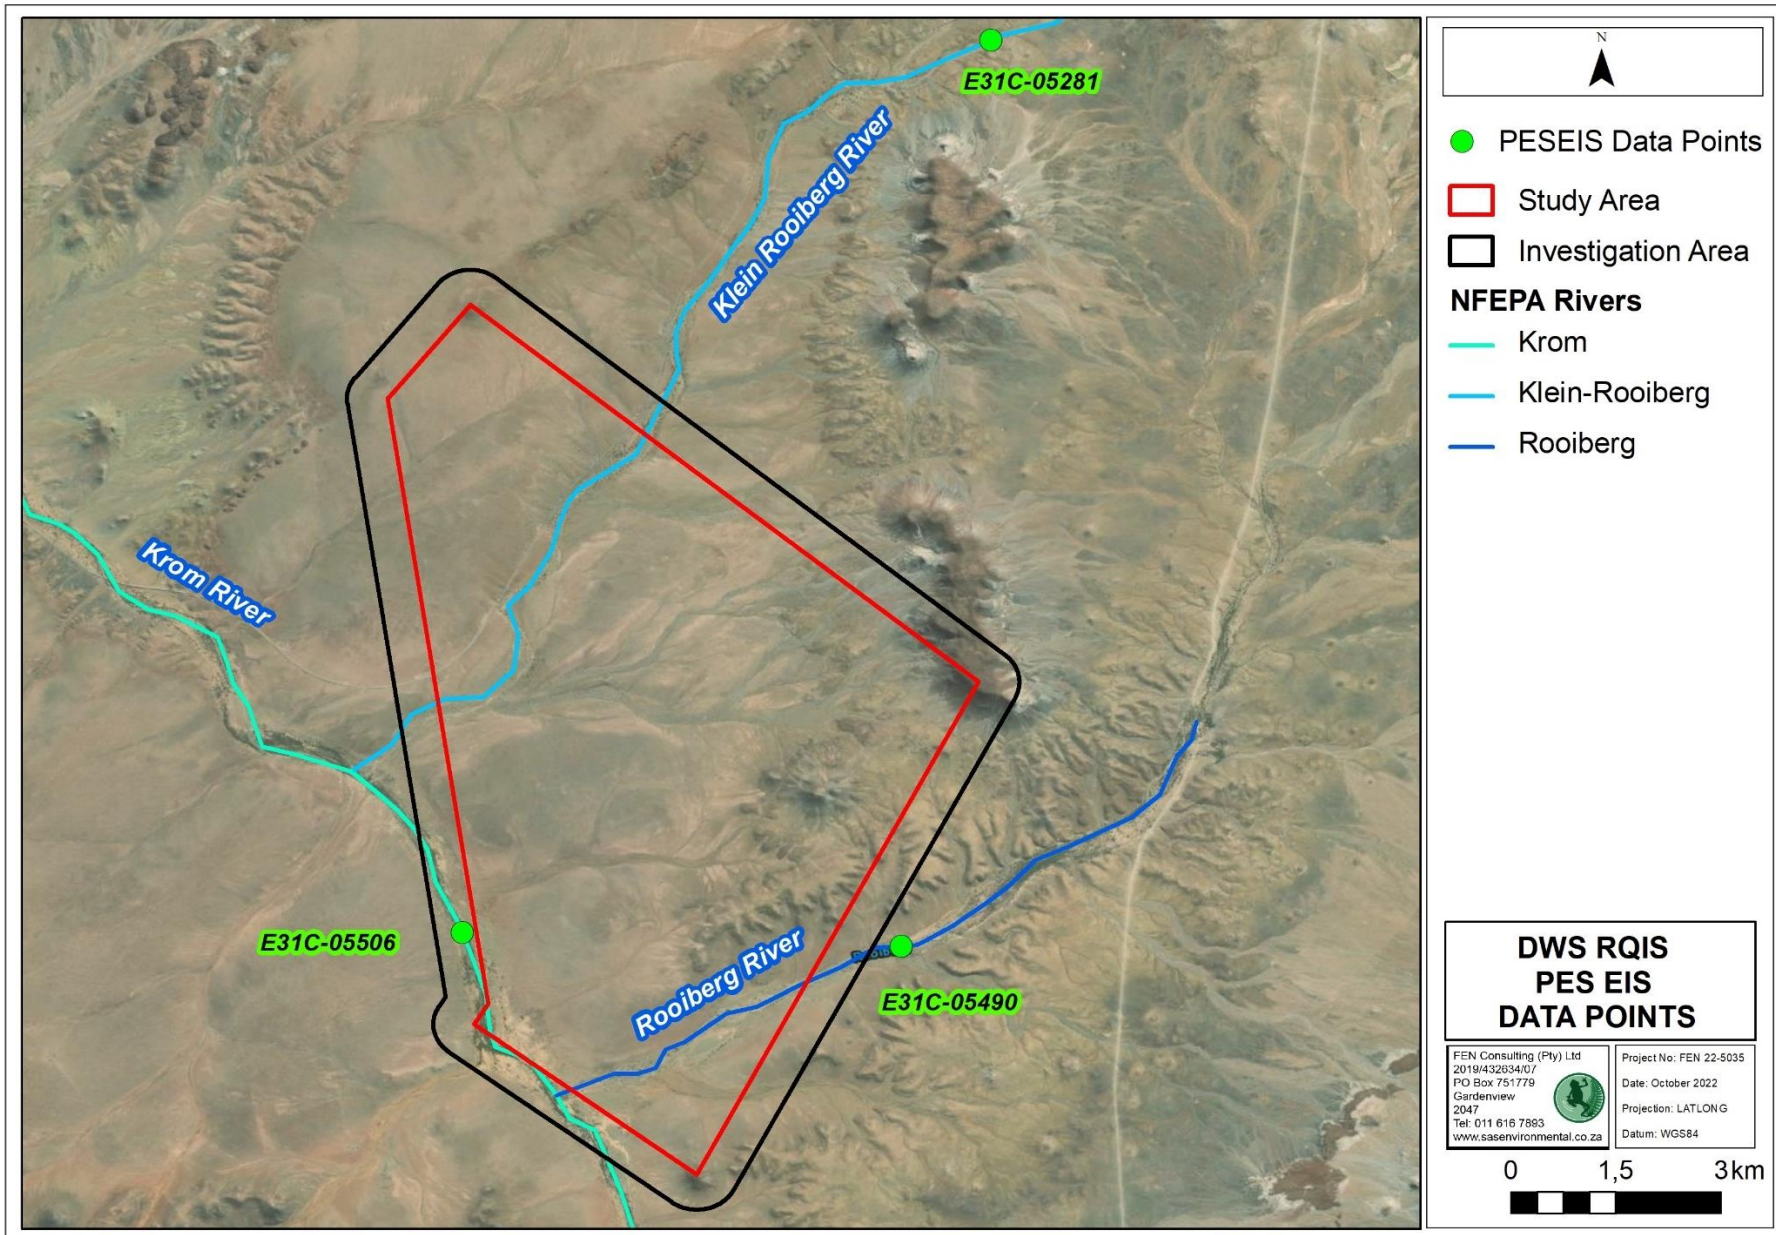 E31C-05281
Klein Rooiberg River
Krom River
E31C-05506
Rooiberg River
E31C-05490
N
PESEIS Data Points
Study Area
Investigation Area
NFEPA Rivers
Krom
Klein-Rooiberg
Rooiberg
DWS RQIS
PES EIS
DATA POINTS
FEN Consulting (Pty) Ltd
2019/432634/07
PO Box 751779
Gardenview
2047
Tel: 011 616 7893
www.sasenvironmental.co.za
Project No: FEN 22-5035
Date: October 2022
Projection: LATLONG
Datum: WGS84
0 1,5 3km